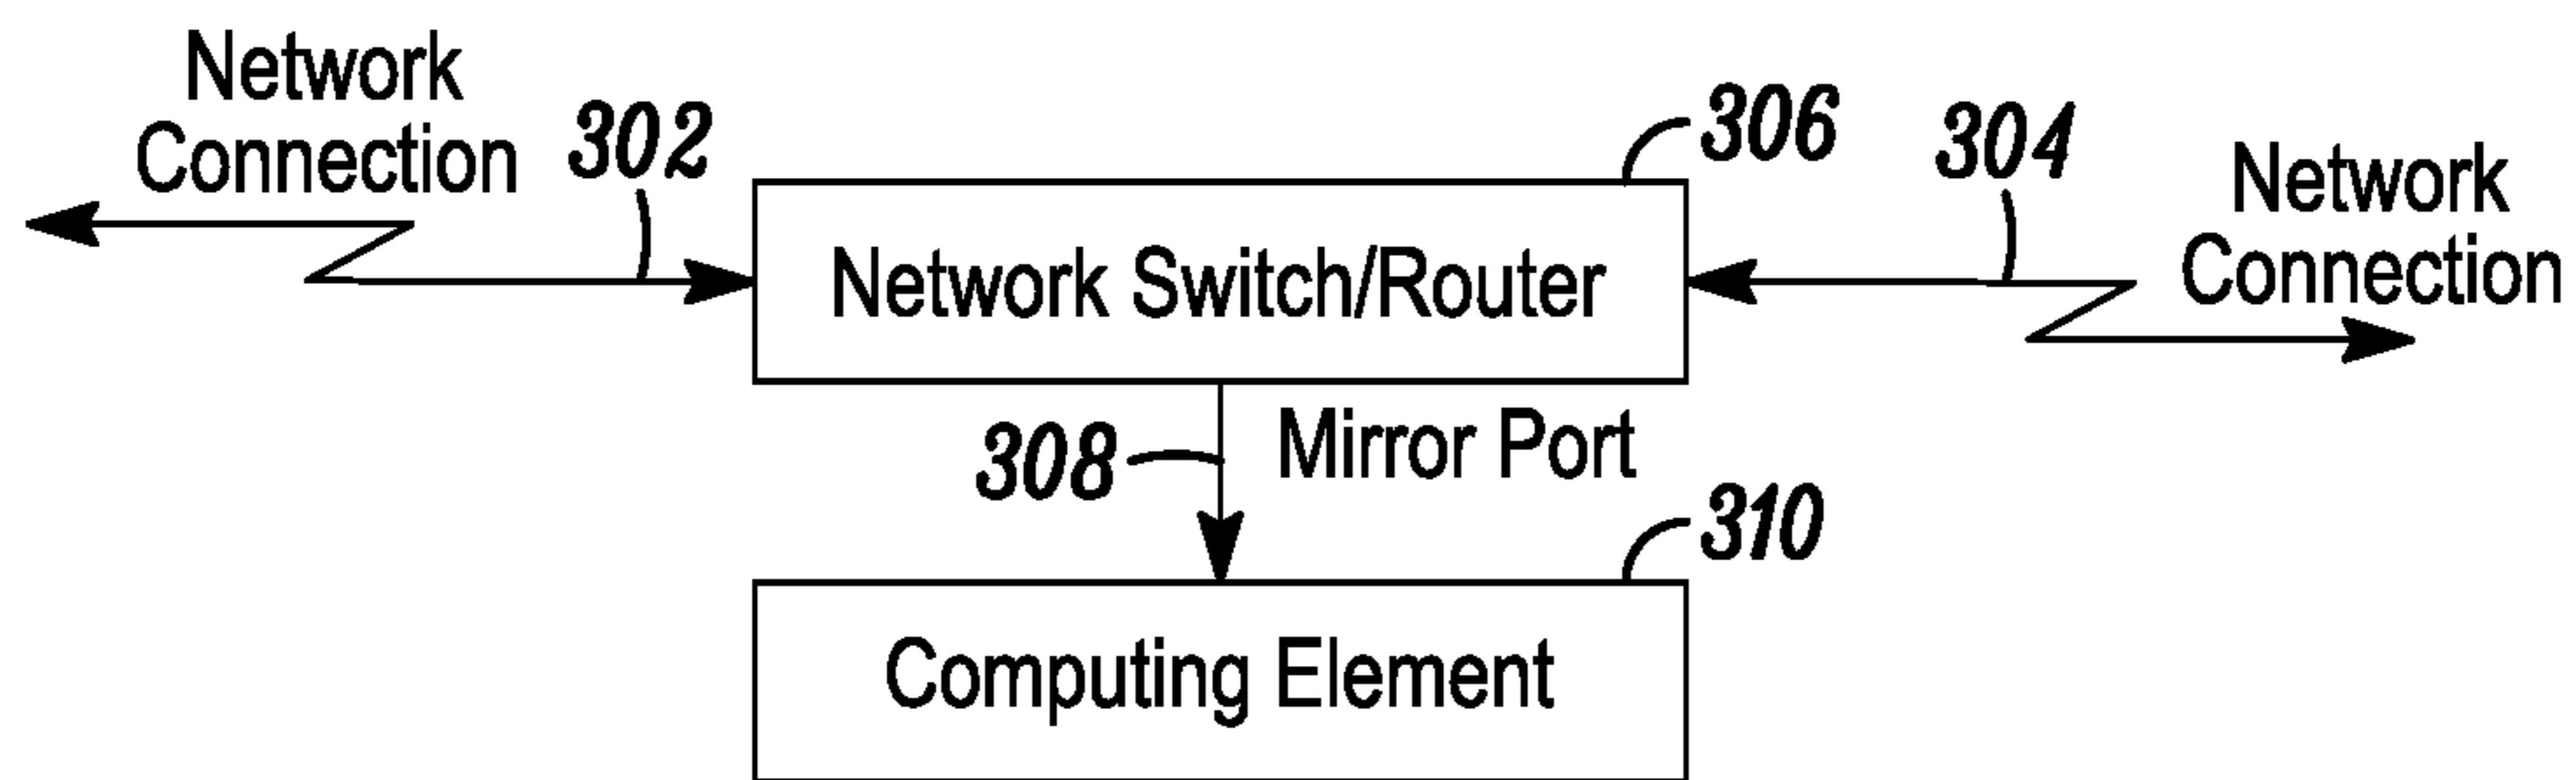 Network
Connection
302
306
304
Network
Connection
Network Switch/Router
308
Mirror Port
310
Computing Element